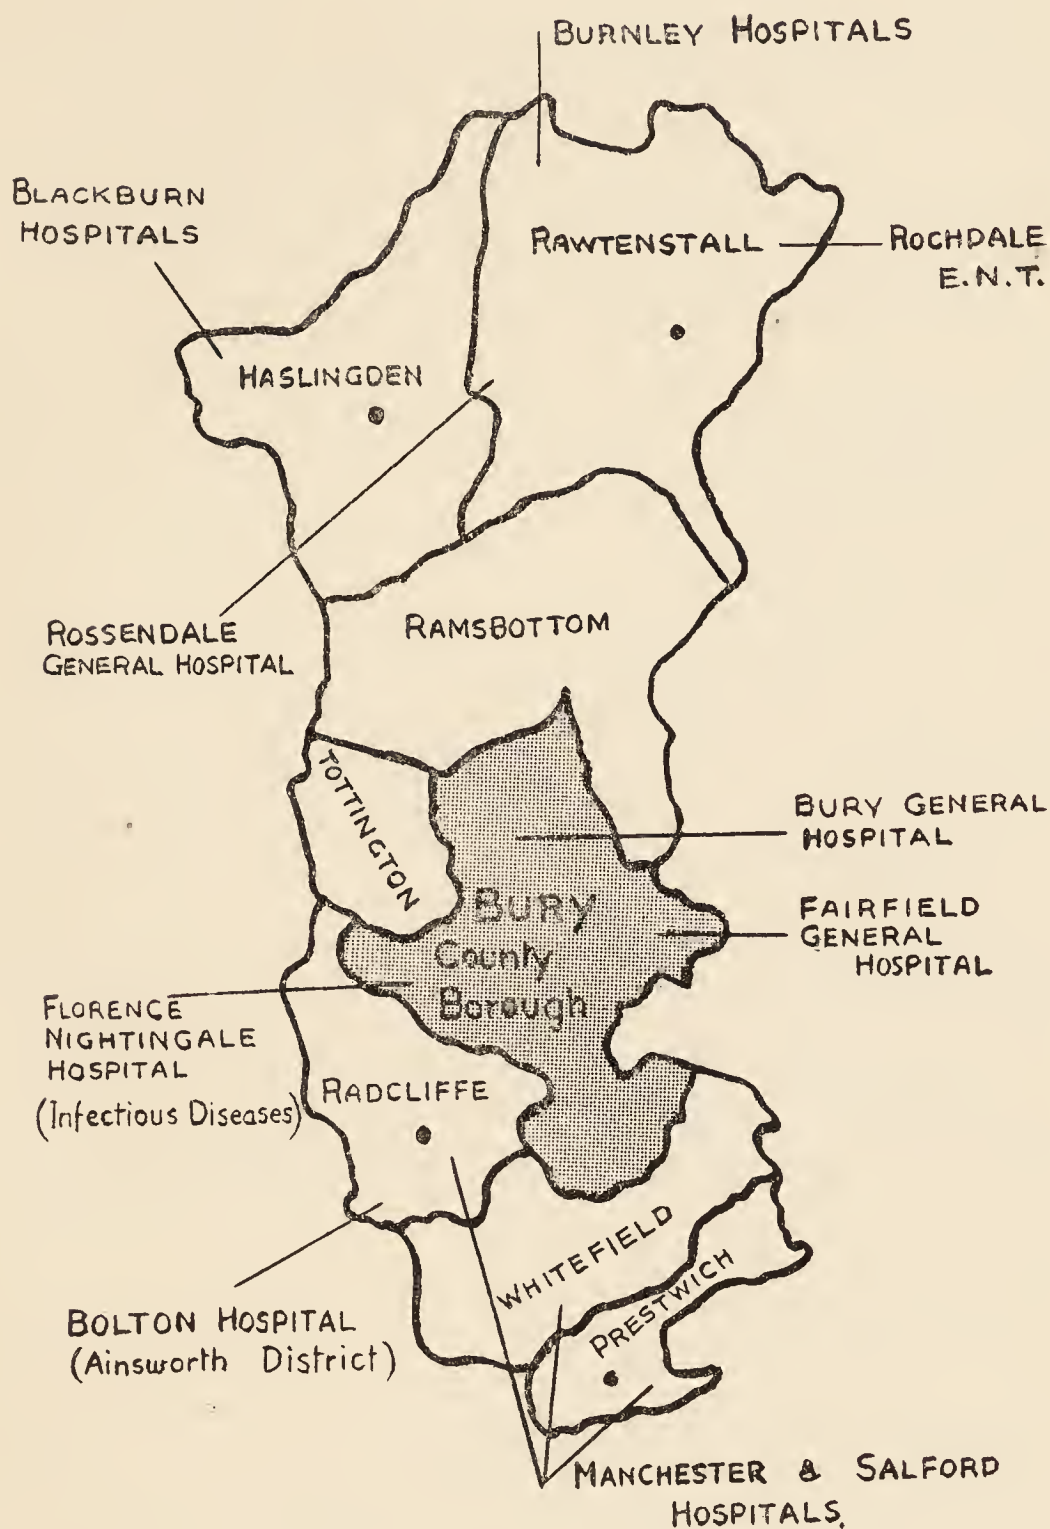 BURNLEY HOSPITALS
BLACKBURN
HOSPITALS
RAWTENSTALL
ROCHDALE
E.N.T.
HASLINGDEN
ROSSENDALE
GENERAL HOSPITAL
RAMSBOTTOM
TOTTINGTON
BURY GENERAL
HOSPITAL
BURY
County
Borough
FAIRFIELD
GENERAL
HOSPITAL
FLORENCE
NIGHTINGALE
HOSPITAL
(Infectious Diseases)
RADCLIFFE
WHITEFIELD
PRESTWICH
BOLTON HOSPITAL
(Ainsworth District)
MANCHESTER & SALFORD
HOSPITALS.